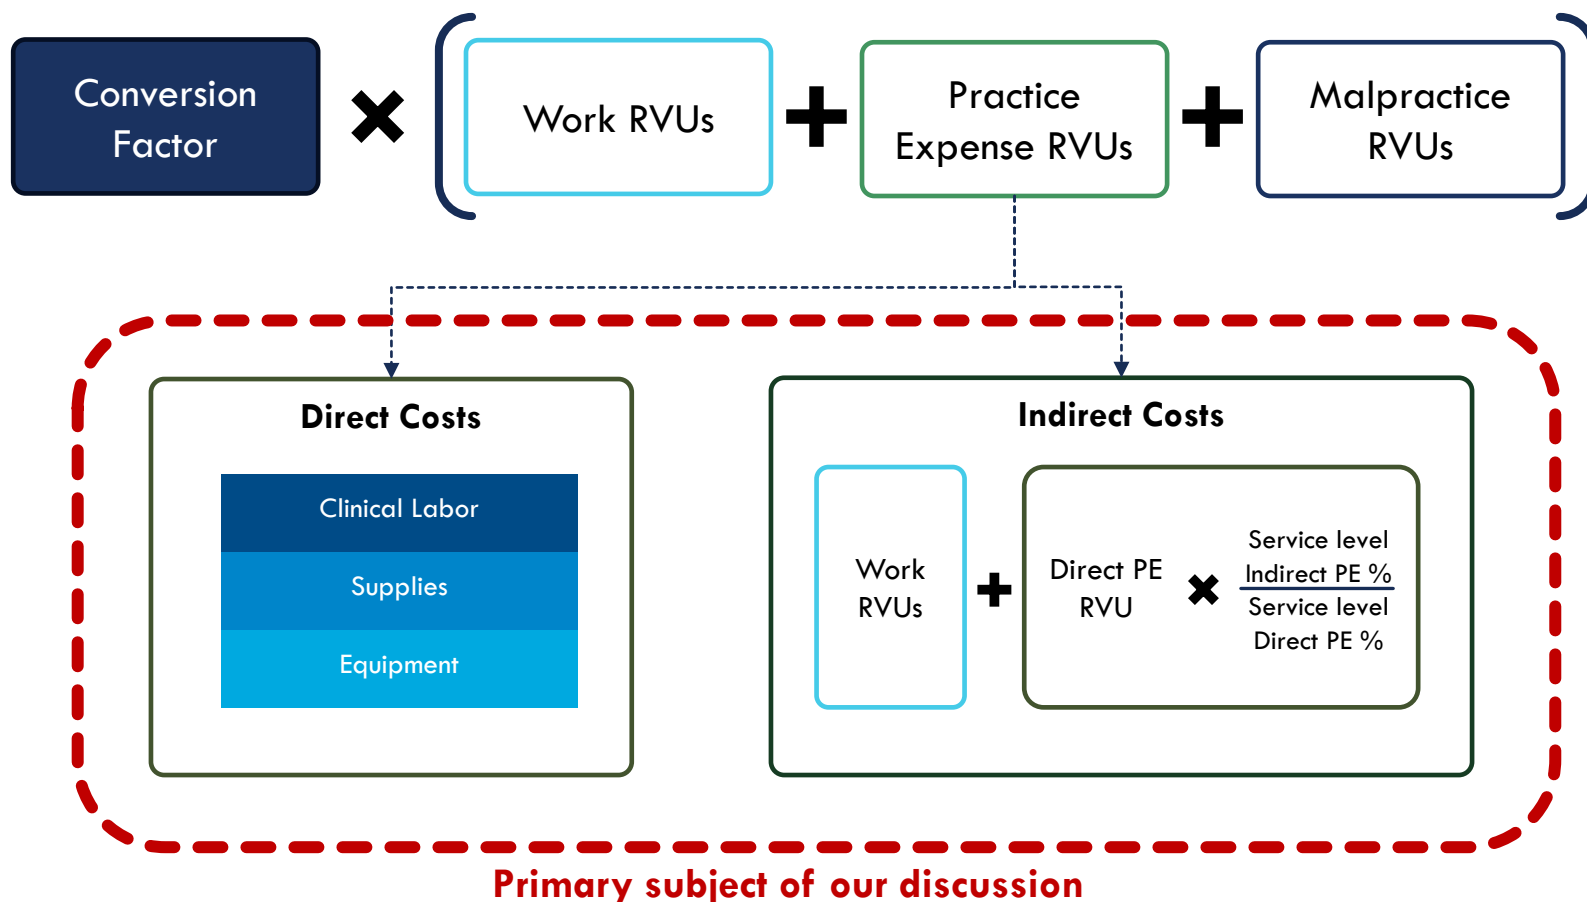 Conversion
Factor
Work RVUs
Practice
Expense RVUs
Malpractice
RVUs
Direct Costs
Clinical Labor
Supplies
Equipment
Indirect Costs
Work
RVUs
Direct PE
RVU
Service level
Indirect PE %
Service level
Direct PE %
Primary subject of our discussion